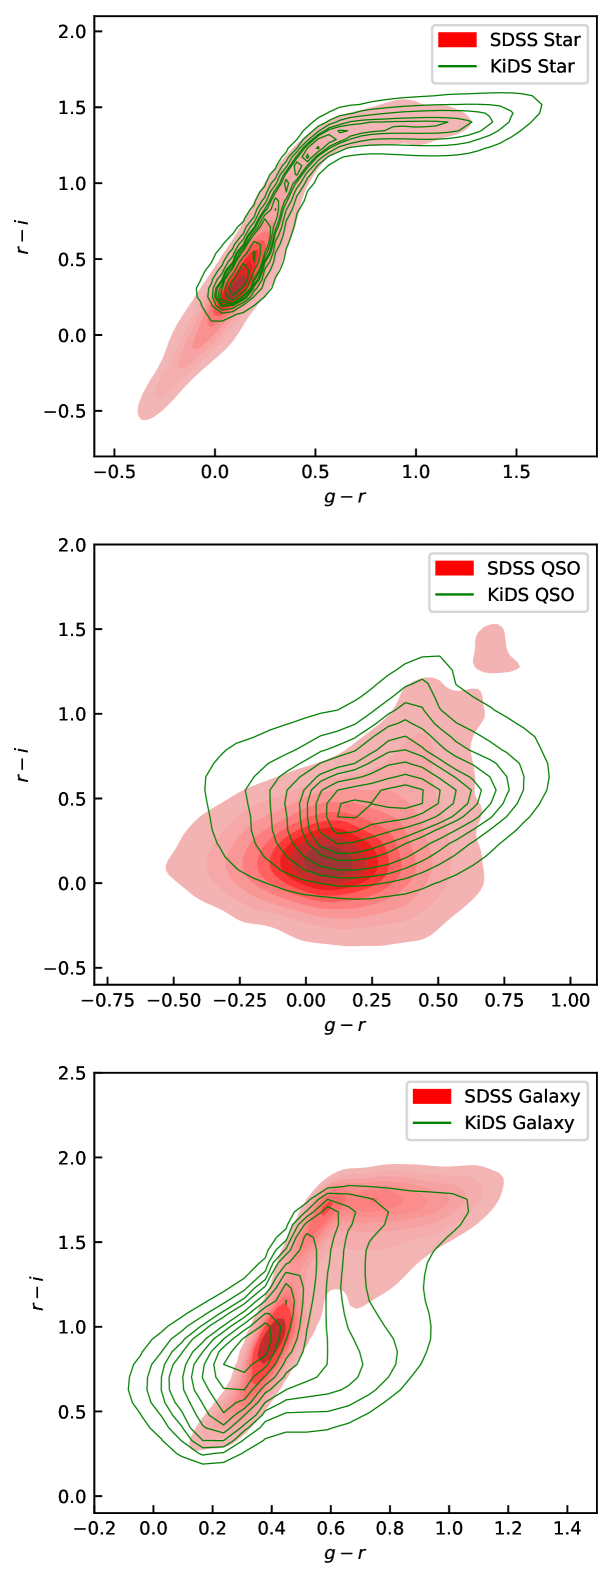 2.0
SDSS Star
KiDS Star
1.5
1.0
r − i
0.5
0.0
−0.5
−0.5 0.0 0.5 1.0 1.5
g − r
2.0
SDSS QSO
KiDS QSO
1.5
1.0
r − i
0.5
0.0
−0.5
−0.75 −0.50 −0.25 0.00 0.25 0.50 0.75 1.00
g − r
2.5
SDSS Galaxy
KiDS Galaxy
2.0
1.5
r − i
1.0
0.5
0.0
−0.2 0.0 0.2 0.4 0.6 0.8 1.0 1.2 1.4
g − r